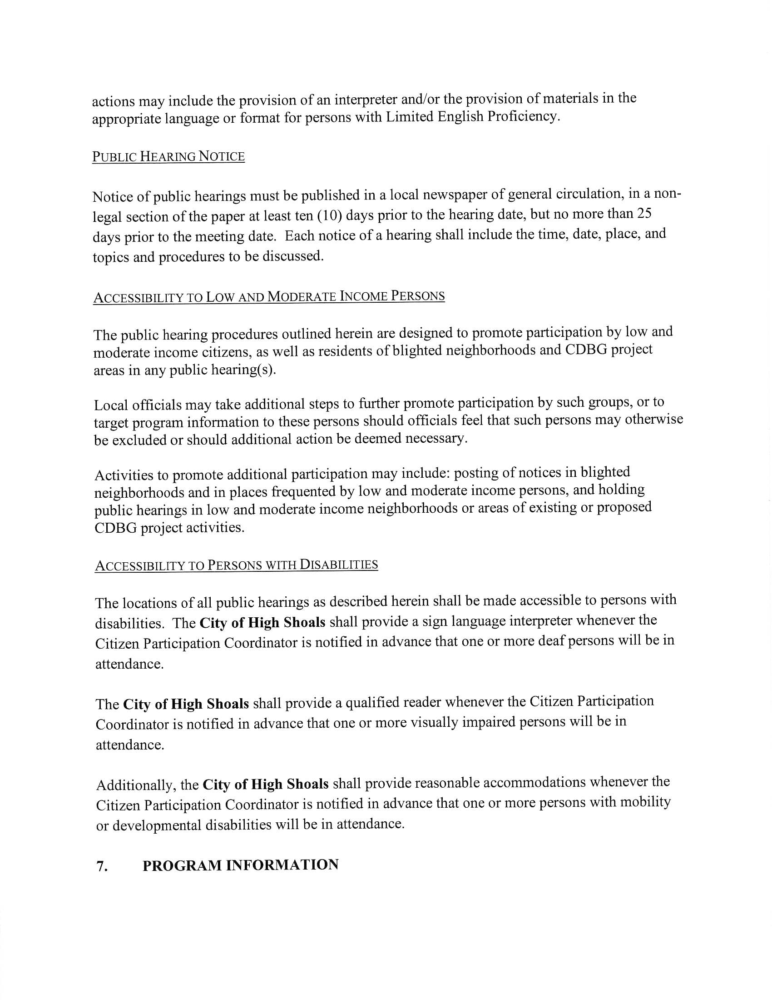 actions may include the provision of an interpreter and/or the provision of materials in the
appropriate language or format for persons with Limited English Proficiency.
PUBLIC HEARING NOTICE
Notice of public hearings must be published in a local newspaper of general circulation, in a non-
legal section of the paper at least ten (10) days prior to the hearing date, but no more than 25
days prior to the meeting date.  Each notice of a hearing shall include the time, date, place, and
topics and procedures to be discussed.
ACCESSIBILITY TO LOW AND MODERATE INCOME PERSONS
The public hearing procedures outlined herein are designed to promote participation by low and
moderate income citizens, as well as residents of blighted neighborhoods and CDBG project
areas in any public hearing(s).
Local officials may take additional steps to further promote participation by such groups, or to
target program information to these persons should officials feel that such persons may otherwise
be excluded or should additional action be deemed necessary.
Activities to promote additional participation may include: posting of notices in blighted
neighborhoods and in places frequented by low and moderate income persons, and holding
public hearings in low and moderate income neighborhoods or areas of existing or proposed
CDBG project activities.
ACCESSIBILITY TO PERSONS WITH DISABILITIES
The locations of all public hearings as described herein shall be made accessible to persons with
disabilities.  The City of High Shoals shall provide a sign language interpreter whenever the
Citizen Participation Coordinator is notified in advance that one or more deaf persons will be in
attendance.
The City of High Shoals shall provide a qualified reader whenever the Citizen Participation
Coordinator is notified in advance that one or more visually impaired persons will be in
attendance.
Additionally, the City of High Shoals shall provide reasonable accommodations whenever the
Citizen Participation Coordinator is notified in advance that one or more persons with mobility
or developmental disabilities will be in attendance.
7. PROGRAM INFORMATION